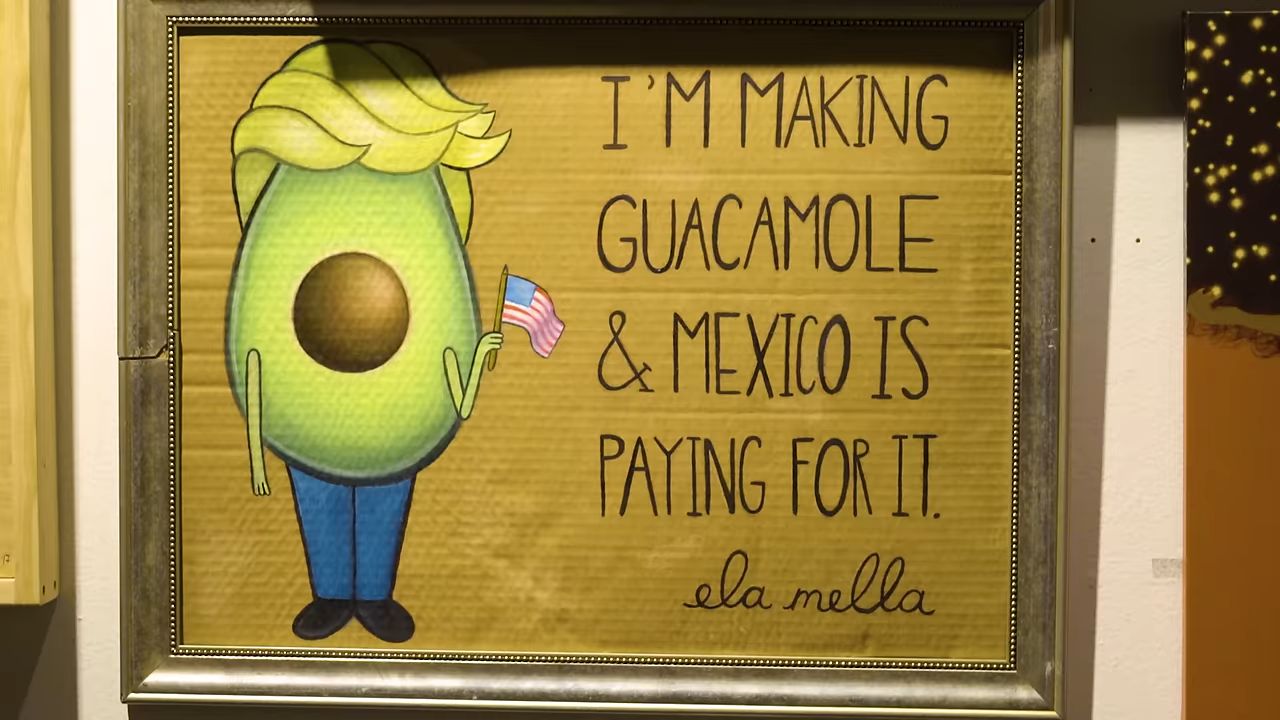 I'M MAKING
GUACAMOLE
& MEXICO IS
PAYING FOR IT.
ela mella